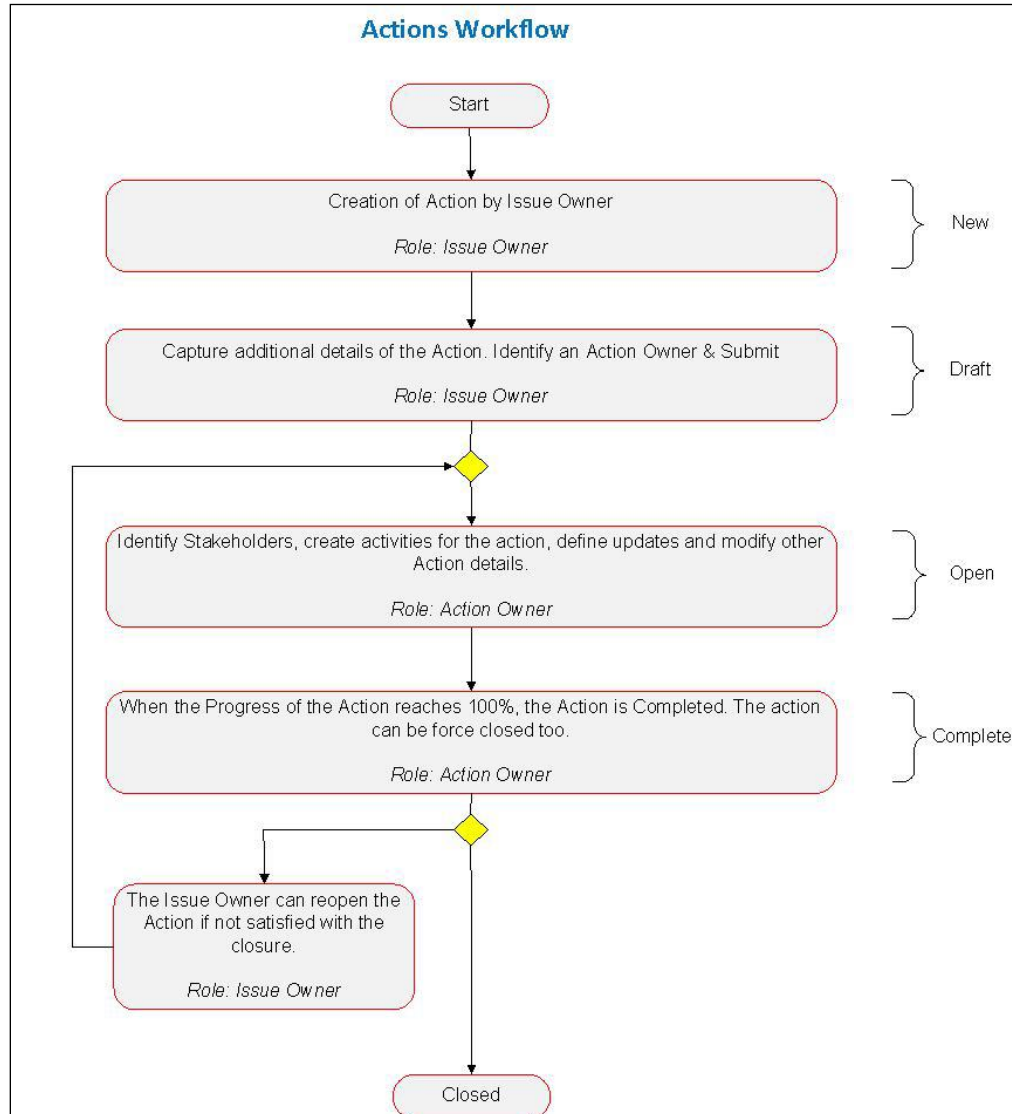 Actions Workflow
Start
Creation of Action by Issue Owner
Role: Issue Owner
New
Capture additional details of the Action. Identify an Action Owner & Submit
Role: Issue Owner
Draft
Identify Stakeholders, create activities for the action, define updates and modify other
Action details.
Role: Action Owner
Open
When the Progress of the Action reaches 100%, the Action is Completed. The action
can be force closed too.
Role: Action Owner
Complete
The Issue Owner can reopen the
Action if not satisfied with the
closure.
Role: Issue Owner
Closed